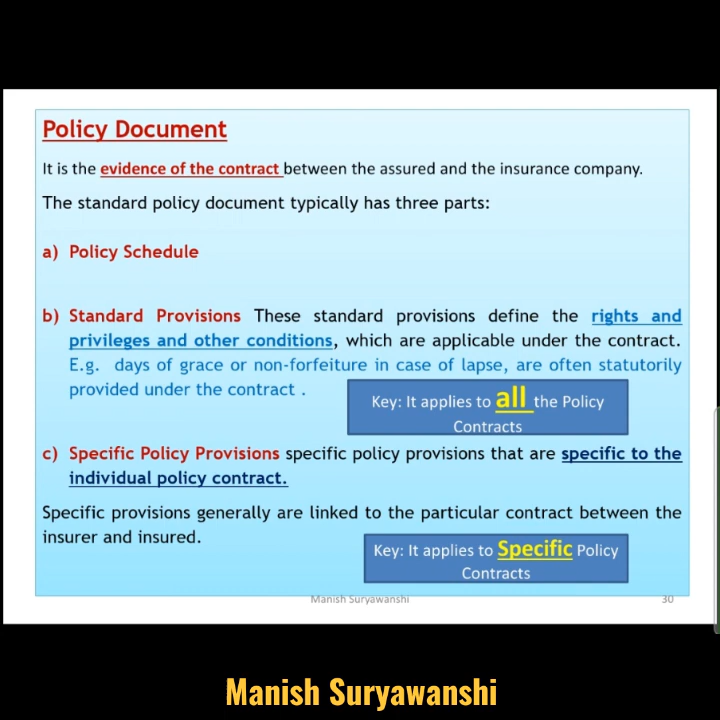 Policy Document
It is the evidence of the contract between the assured and the insurance company.
The standard policy document typically has three parts:
a) Policy Schedule
b) Standard Provisions These standard provisions define the rights and
privileges and other conditions, which are applicable under the contract.
E.g. days of grace or non-forfeiture in case of lapse, are often statutorily
provided under the contract .
Key: It applies to all the Policy
Contracts
c) Specific Policy Provisions specific policy provisions that are specific to the
individual policy contract.
Specific provisions generally are linked to the particular contract between the
insurer and insured.
Key: It applies to Specific Policy
Contracts
Manish Suryawanshi 30
Manish Suryawanshi